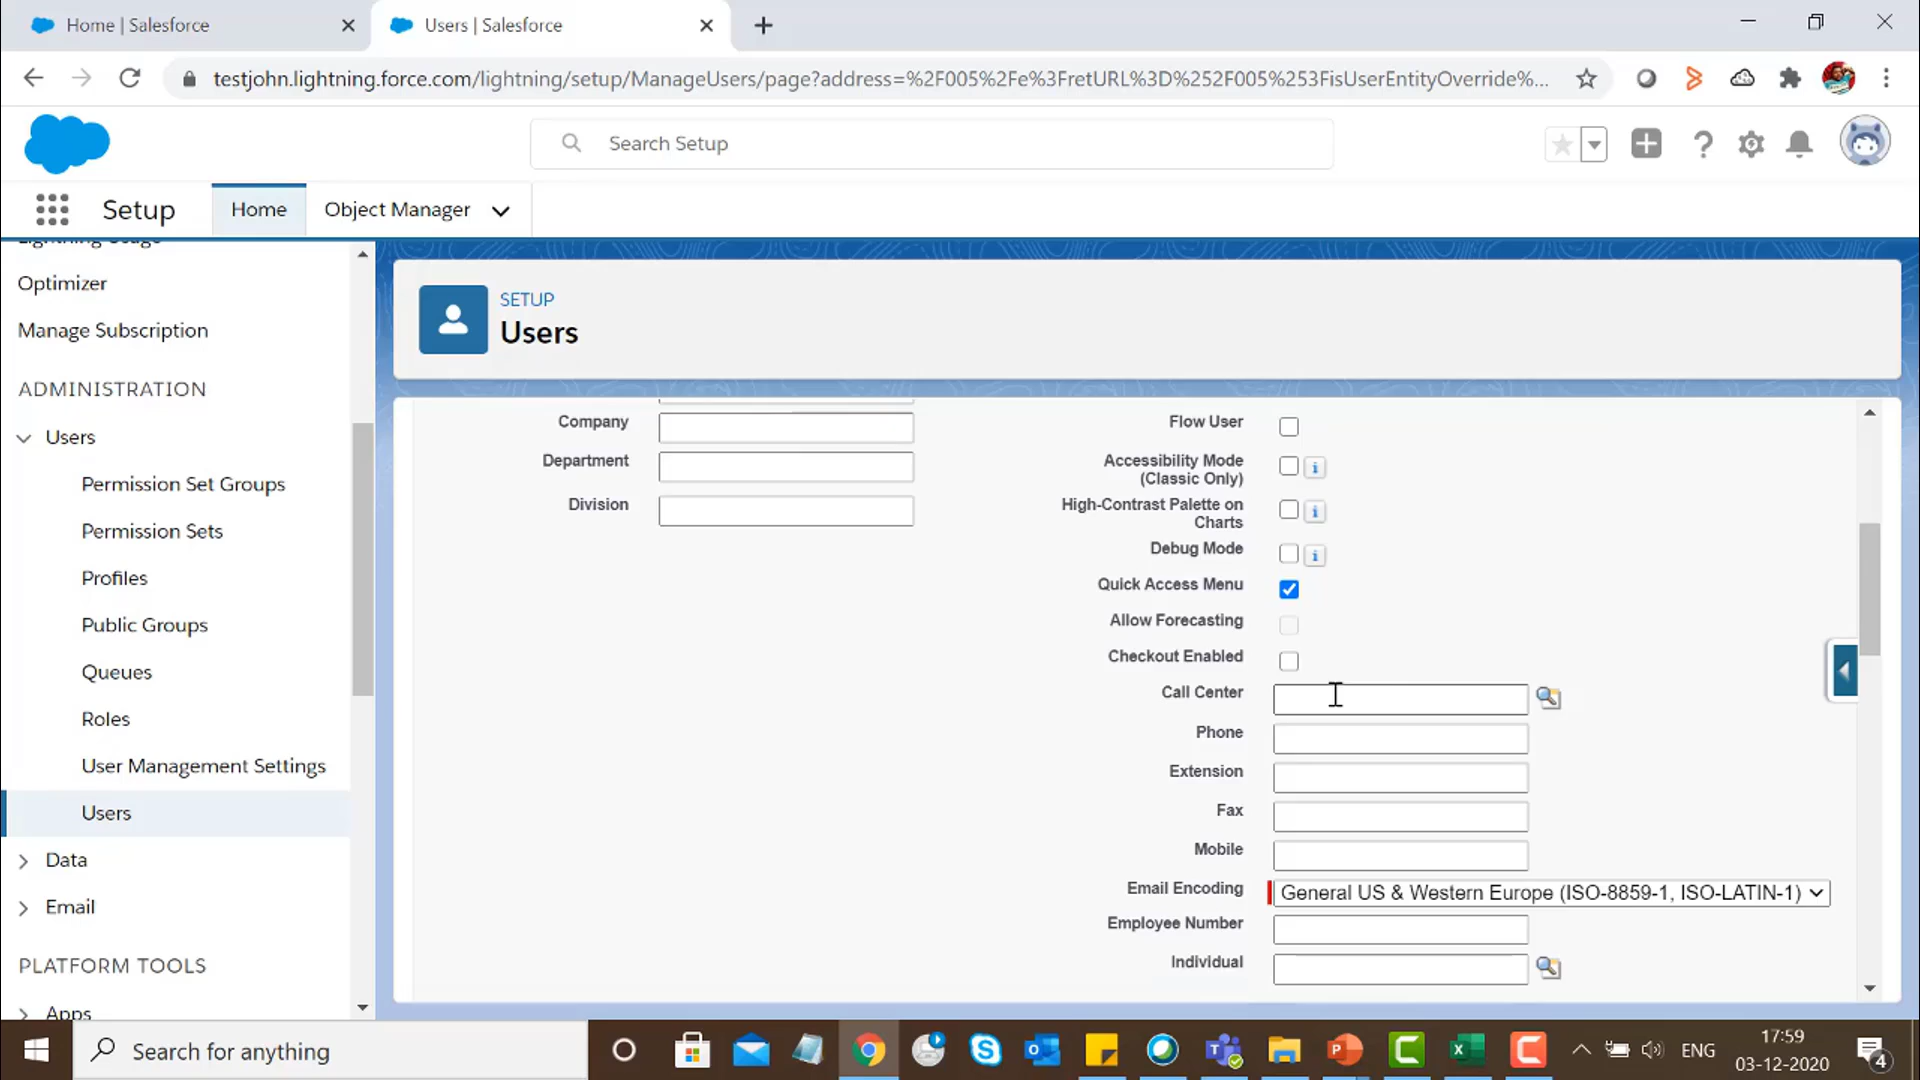 Home | Salesforce
Users | Salesforce
testjohn.lightning.force.com/lightning/setup/ManageUsers/page?address=%2F005%2Fe%3FretURL%3D%252F005%253FisUserEntityOverride%...
Search Setup
Setup
Home
Object Manager
Lightning Usage
Optimizer
Manage Subscription
ADMINISTRATION
Users
Permission Set Groups
Permission Sets
Profiles
Public Groups
Queues
Roles
User Management Settings
Users
Data
Email
PLATFORM TOOLS
Apps
SETUP
Users
Company
Department
Division
Flow User
Accessibility Mode
(Classic Only)
High-Contrast Palette on
Charts
Debug Mode
Quick Access Menu
Allow Forecasting
Checkout Enabled
Call Center
Phone
Extension
Fax
Mobile
Email Encoding
General US & Western Europe (ISO-8859-1, ISO-LATIN-1)
Employee Number
Individual
Search for anything
ENG
17:59
03-12-2020
4